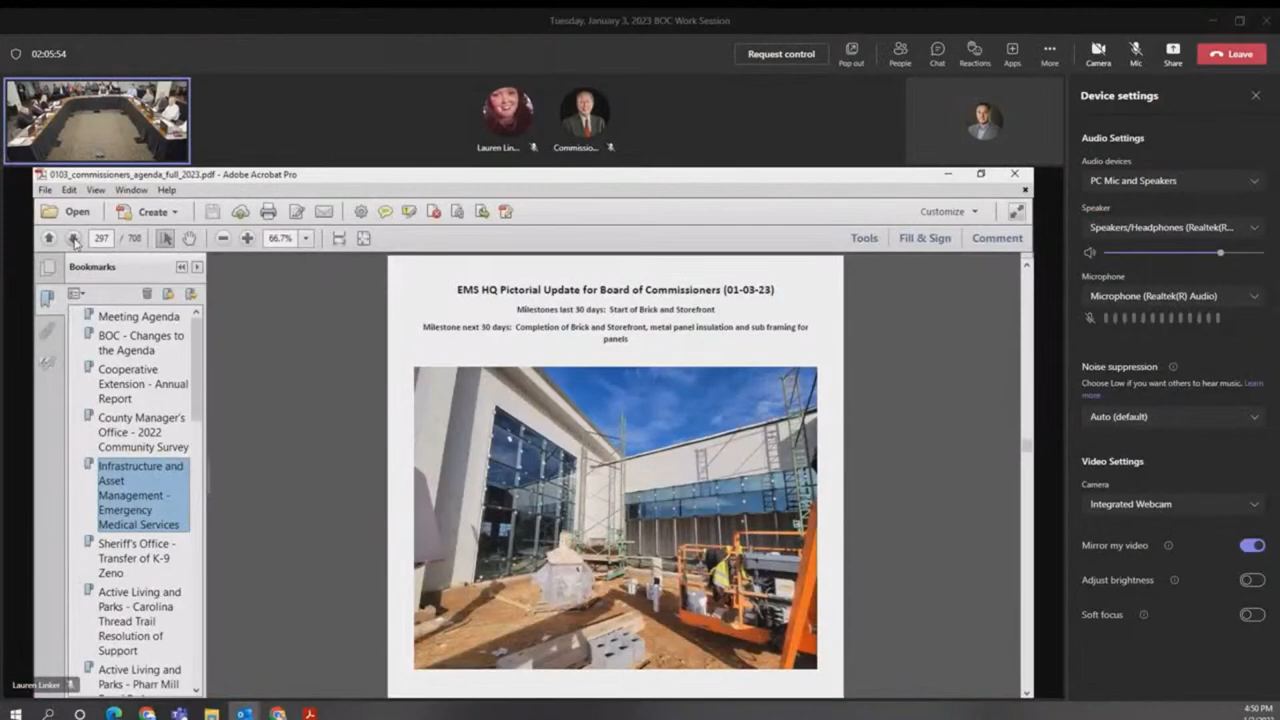 Tuesday, January 3, 2023 BOC Work Session
02:05:54
Request control
Pop out
People
Chat
Reactions
Apps
More
Camera
Mic
Share
Leave
Lauren Lin...
Commissio...
Device settings
Audio Settings
Audio devices
PC Mic and Speakers
Speaker
Speakers/Headphones (Realtek(R...
Microphone
Microphone (Realtek(R) Audio)
Noise suppression
Choose Low if you want others to hear music. Learn
more
Auto (default)
Video Settings
Camera
Integrated Webcam
Mirror my video
Adjust brightness
Soft focus
0103_commissioners_agenda_full_2023.pdf - Adobe Acrobat Pro
File Edit View Window Help
Open
Create
Customize
297 / 708
66.7%
Tools
Fill & Sign
Comment
Bookmarks
Meeting Agenda
BOC - Changes to
the Agenda
Cooperative
Extension - Annual
Report
County Manager's
Office - 2022
Community Survey
Infrastructure and
Asset
Management -
Emergency
Medical Services
Sheriff's Office -
Transfer of K-9
Zeno
Active Living and
Parks - Carolina
Thread Trail
Resolution of
Support
Active Living and
Parks - Pharr Mill
EMS HQ Pictorial Update for Board of Commissioners (01-03-23)
Milestones last 30 days: Start of Brick and Storefront
Milestone next 30 days: Completion of Brick and Storefront, metal panel insulation and sub framing for
panels
Lauren Linker
4:50 PM